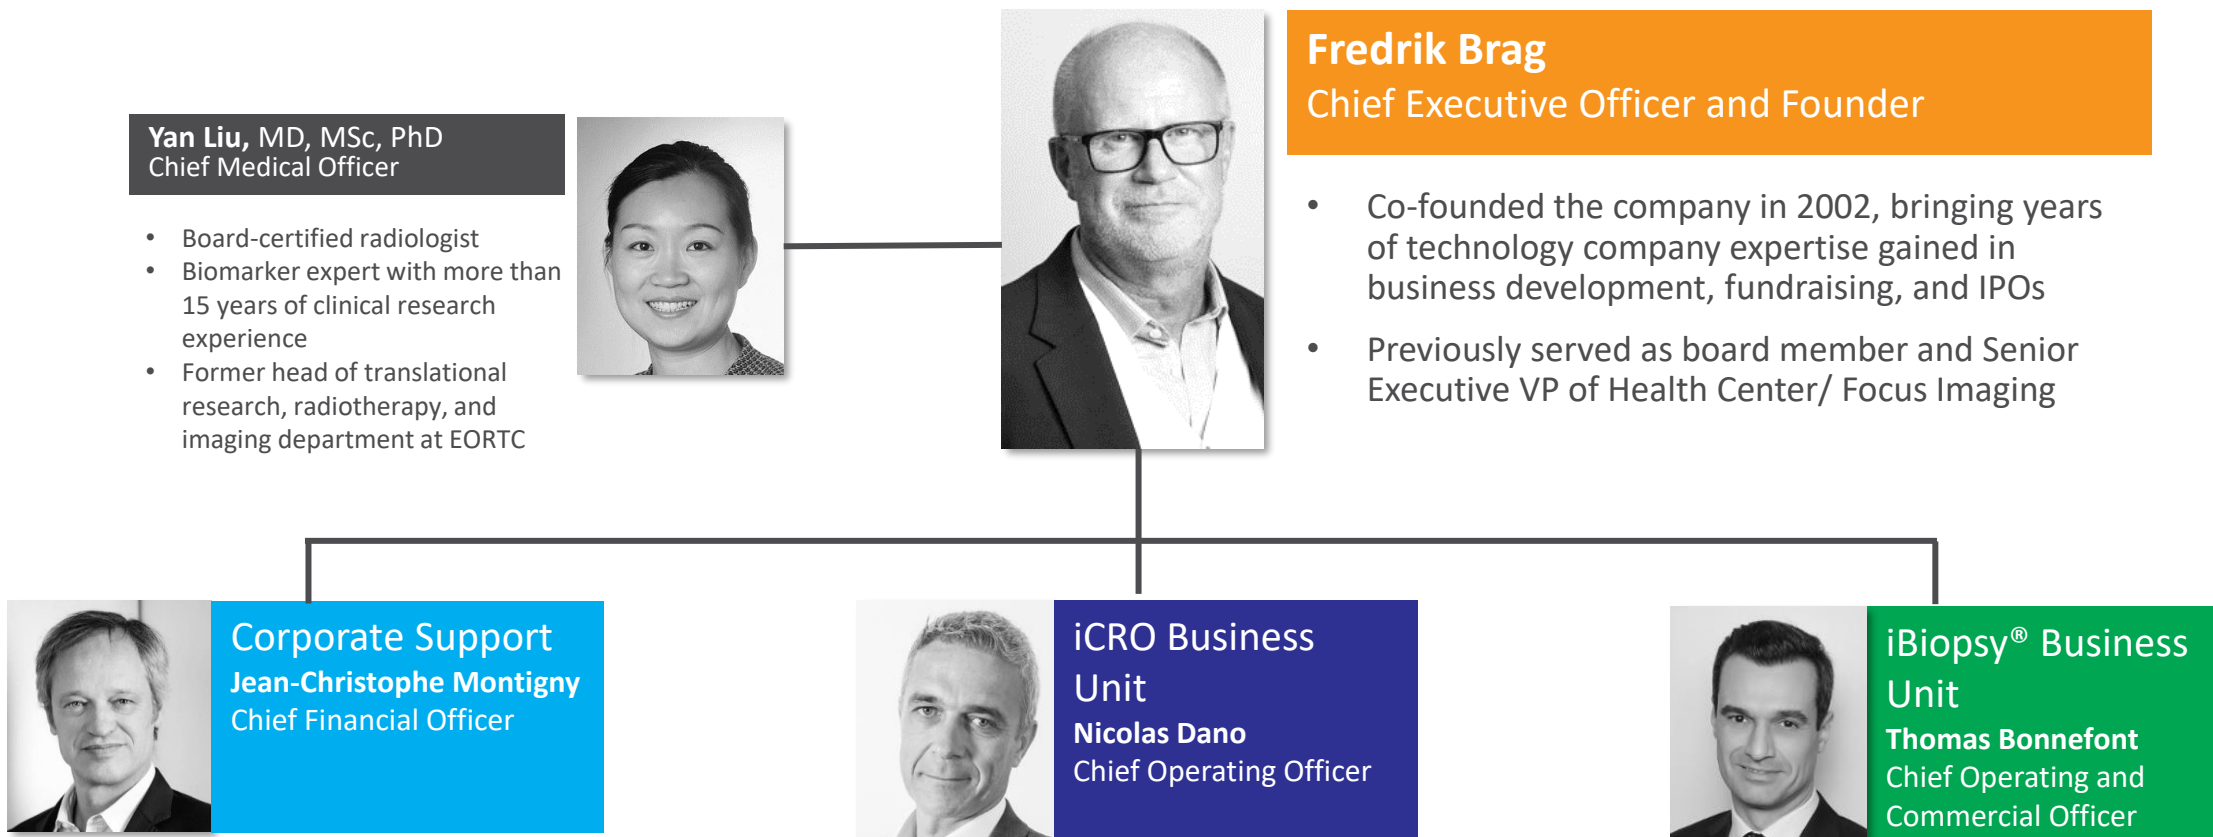 Fredrik Brag
Chief Executive Officer and Founder
• Co-founded the company in 2002, bringing years
of technology company expertise gained in
business development, fundraising, and IPOs
• Previously served as board member and Senior
Executive VP of Health Center/ Focus Imaging
Yan Liu, MD, MSc, PhD
Chief Medical Officer
• Board-certified radiologist
• Biomarker expert with more than
15 years of clinical research
experience
• Former head of translational
research, radiotherapy, and
imaging department at EORTC
Corporate Support
Jean-Christophe Montigny
Chief Financial Officer
iCRO Business
Unit
Nicolas Dano
Chief Operating Officer
iBiopsy® Business
Unit
Thomas Bonnefont
Chief Operating and
Commercial Officer